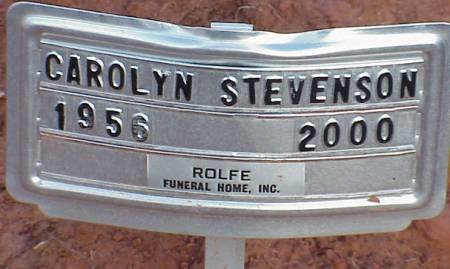 CAROLYN STEVENSON
1956 2000
ROLFE
FUNERAL HOME, INC.